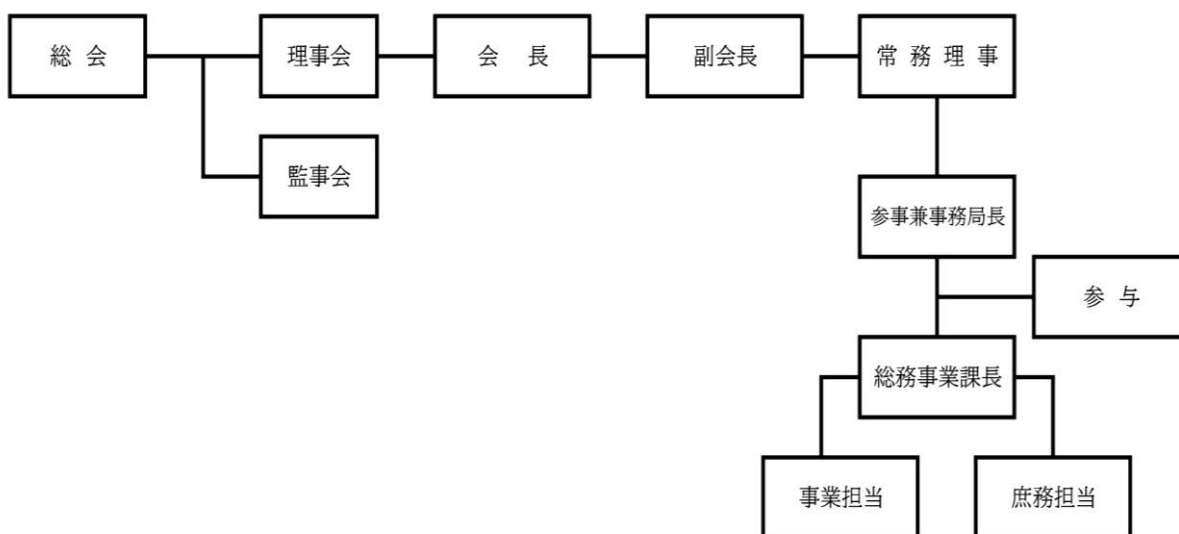 総会
理事会
会長
副会長
常務理事
監事会
参事兼事務局長
参与
総務事業課長
事業担当
庶務担当